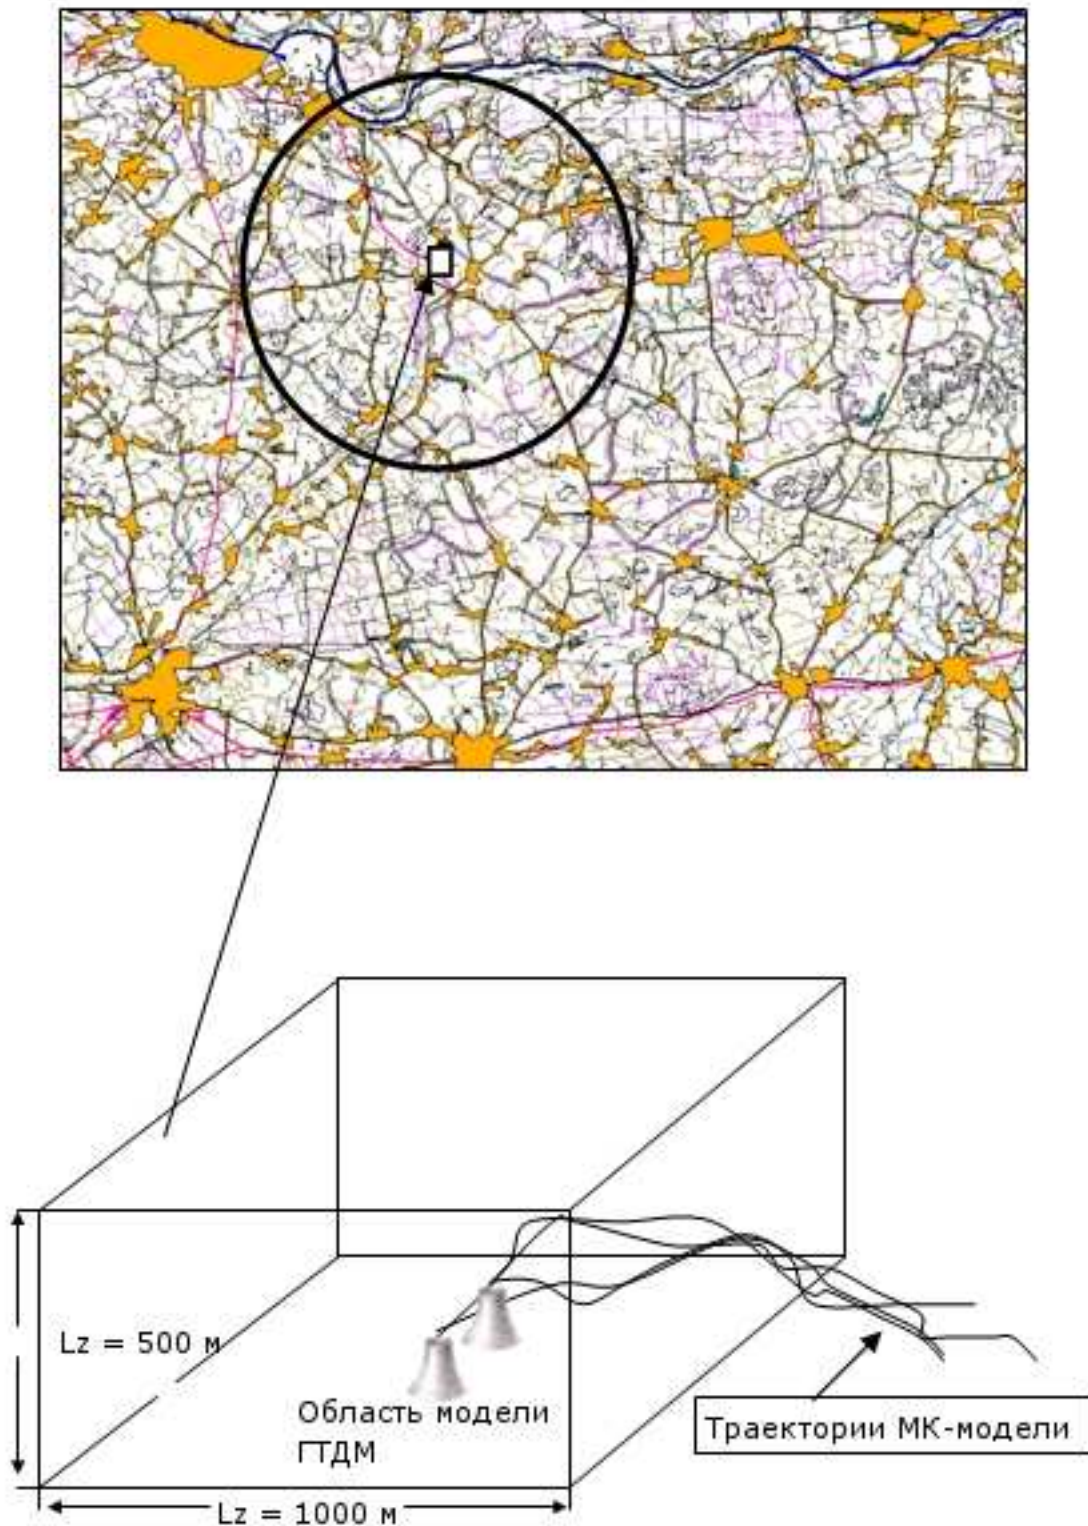 Lz = 500 м
Область модели
ГТДМ
Траектории МК-модели
Lz = 1000 м